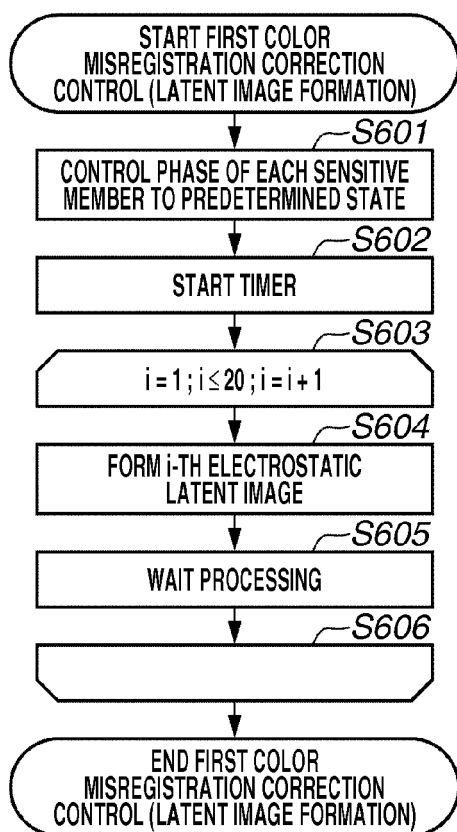 START FIRST COLOR
MISREGISTRATION CORRECTION
CONTROL (LATENT IMAGE FORMATION)
S601
CONTROL PHASE OF EACH SENSITIVE
MEMBER TO PREDETERMINED STATE
S602
START TIMER
S603
i = 1 ; i ≤ 20 ; i = i + 1
S604
FORM i-TH ELECTROSTATIC
LATENT IMAGE
S605
WAIT PROCESSING
S606
END FIRST COLOR
MISREGISTRATION CORRECTION
CONTROL (LATENT IMAGE FORMATION)